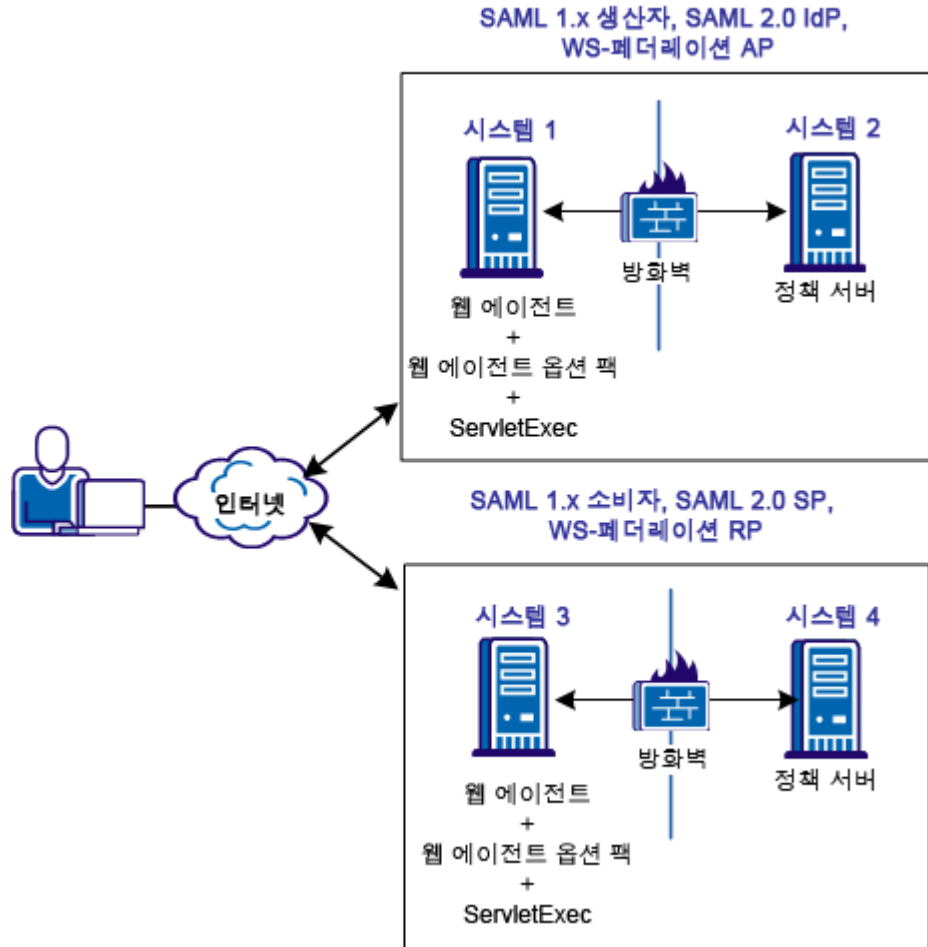 SAML 1.x 생산자, SAML 2.0 IdP,
WS-페더레이션 AP
시스템 1
시스템 2
방화벽
정책 서버
웹 에이전트
+
웹 에이전트 옵션 팩
+
ServletExec
인터넷
SAML 1.x 소비자, SAML 2.0 SP,
WS-페더레이션 RP
시스템 3
시스템 4
방화벽
정책 서버
웹 에이전트
+
웹 에이전트 옵션 팩
+
ServletExec